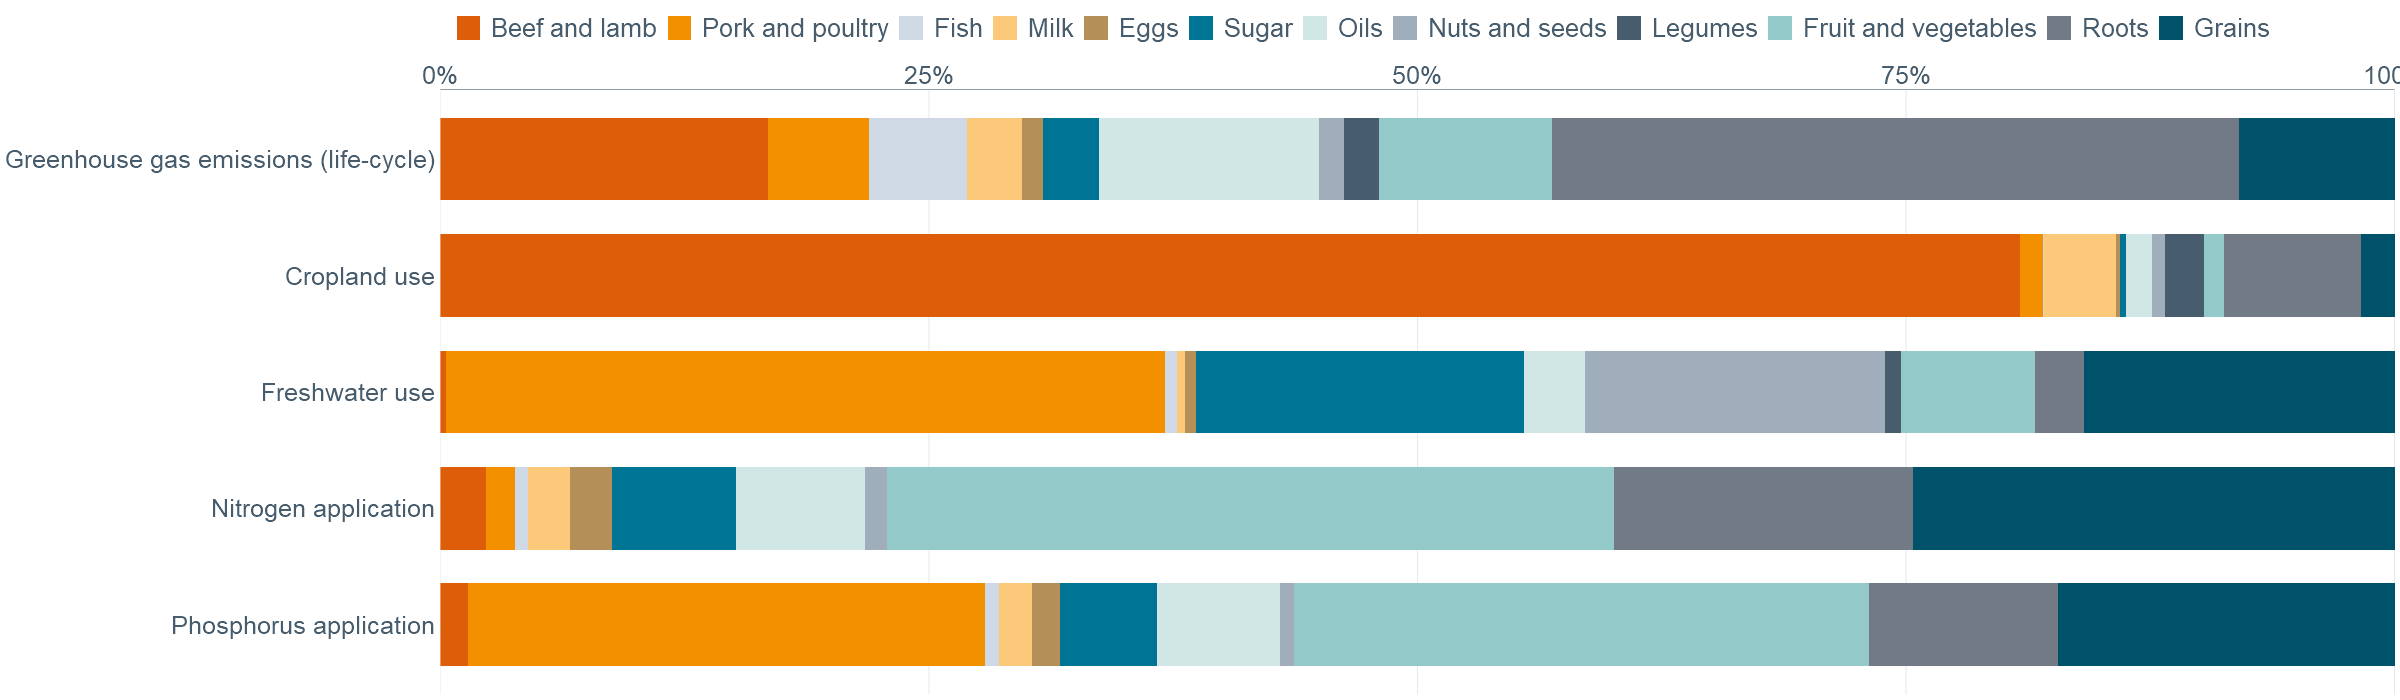 Beef and lamb Pork and poultry Fish Milk Eggs Sugar Oils Nuts and seeds Legumes Fruit and vegetables Roots Grains
0% 25% 50% 75% 100
Greenhouse gas emissions (life-cycle)
Cropland use
Freshwater use
Nitrogen application
Phosphorus application